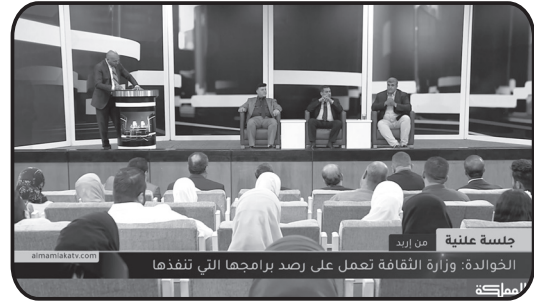 جلسة علنية من إربد
almamlakatv.com
الخوالدة: وزارة الثقافة تعمل على رصد برامجها التي تنفذها
المملكة